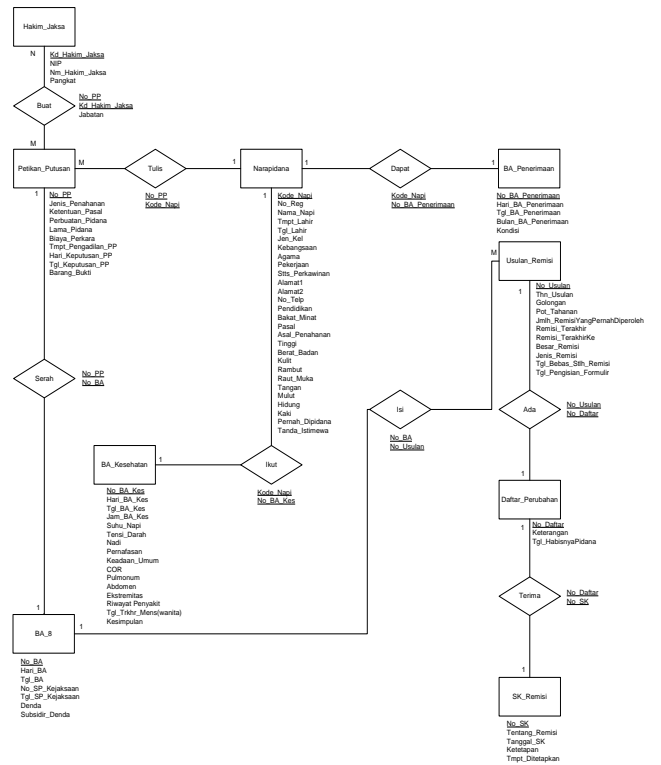 Hakim_Jaksa
N
Kd_Hakim_Jaksa
NIP
Nm_Hakim_Jaksa
Pangkat
Buat
No_PP
Kd_Hakim_Jaksa
Jabatan
M
Petikan_Putusan
M
Tulis
1
Narapidana
1
Dapat
1
BA_Penerimaan
1
No_PP
Jenis_Penahanan
Ketentuan_Pasal
Perbuatan_Pidana
Lama_Pidana
Biaya_Perkara
Tmpt_Pengadilan_PP
Hari_Keputusan_PP
Tgl_Keputusan_PP
Barang_Bukti
No_PP
Kode_Napi
1
Kode_Napi
No_Reg
Nama_Napi
Tmpt_Lahir
Tgl_Lahir
Jen_Kel
Kebangsaan
Agama
Pekerjaan
Stts_Perkawinan
Alamat1
Alamat2
No_Telp
Pendidikan
Bakat_Minat
Pasal
Asal_Penahanan
Tinggi
Berat_Badan
Kulit
Rambut
Raut_Muka
Tangan
Mulut
Hidung
Kaki
Pernah_Dipidana
Tanda_Istimewa
Kode_Napi
No_BA_Penerimaan
No_BA_Penerimaan
Hari_BA_Penerimaan
Tgl_BA_Penerimaan
Bulan_BA_Penerimaan
Kondisi
M
Usulan_Remisi
1
No_Usulan
Thn_Usulan
Golongan
Pot_Tahanan
Jmlh_RemisiYangPernahDiperoleh
Remisi_Terakhir
Remisi_TerakhirKe
Besar_Remisi
Jenis_Remisi
Tgl_Bebas_Stlh_Remisi
Tgl_Pengisian_Formulir
Serah
No_PP
No_BA
Isi
No_BA
No_Usulan
Ada
No_Usulan
No_Daftar
BA_Kesehatan
1
Ikut
Kode_Napi
No_BA_Kes
No_BA_Kes
Hari_BA_Kes
Tgl_BA_Kes
Jam_BA_Kes
Suhu_Napi
Tensi_Darah
Nadi
Pernafasan
Keadaan_Umum
COR
Pulmonum
Abdomen
Ekstremitas
Riwayat Penyakit
Tgl_Trkhr_Mens(wanita)
Kesimpulan
1
Daftar_Perubahan
1
No_Daftar
Keterangan
Tgl_HabisnyaPidana
Terima
No_Daftar
No_SK
1
BA_8
1
No_BA
Hari_BA
Tgl_BA
No_SP_Kejaksaan
Tgl_SP_Kejaksaan
Denda
Subsidir_Denda
1
SK_Remisi
No_SK
Tentang_Remisi
Tanggal_SK
Ketetapan
Tmpt_Ditetapkan